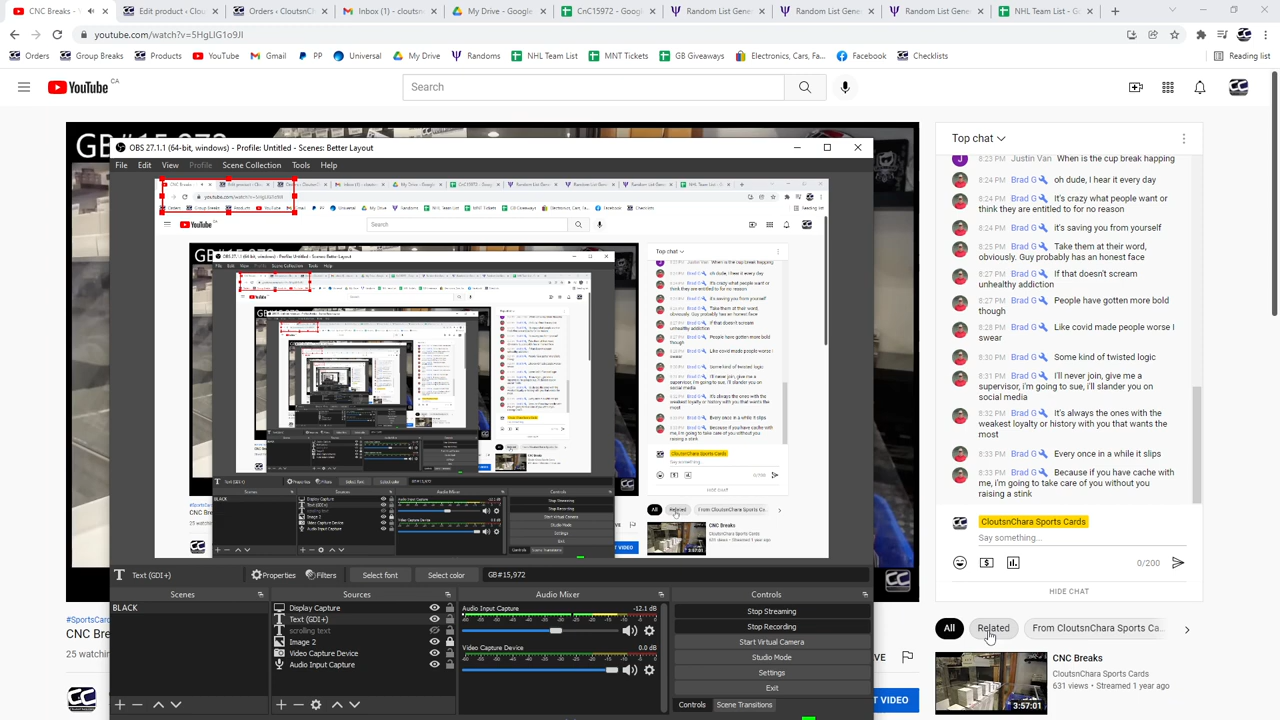 CNC Breaks -
Edit product ‹ Clou
Orders ‹ CloutsnCh
Inbox (1) - cloutsn
My Drive - Google
CnC15972 - Googl
Random List Gene
Random List Gene
Random List Gene
NHL Team List - G
youtube.com/watch?v=5HgLIG1o9JI
Orders
Group Breaks
Products
YouTube
Gmail
PP
Universal
My Drive
Randoms
NHL Team List
MNT Tickets
GB Giveaways
Electronics, Cars, Fa...
Facebook
Checklists
Reading list
YouTube CA
Search
GB#15,972
OBS 27.1.1 (64-bit, windows) - Profile: Untitled - Scenes: Better Layout
File Edit View Profile Scene Collection Tools Help
Top chat
8:23 PM Justin Van When is the cup break happing
8:24 PM Brad G oh dude, I hear it every day
8:24 PM Brad G It's crazy what people want or
think they are entitled to for no reason
8:24 PM Brad G it's saving you from yourself
8:25 PM Brad G Take them at their word,
obviously, Guy probably has an honest face
8:25 PM Brad G If that doesn't scream
unhealthy addiction
8:27 PM Brad G People have gotten more bold
though
8:28 PM Brad G Like covid made people worse I
swear
8:30 PM Brad G Some kind of twisted logic
8:31 PM Brad G I'll never join, give me a
supervisor, i'm going to sue, i'll slander you on
social media
8:32 PM Brad G It's always the ones with the
weakest loyalty or history with you that wants the
most
8:33 PM Brad G Every once in a while it slips
8:33 PM Brad G Because if you have cache with
me, i'm going to take care of you without you
raising a stink
CloutsnChara Sports Cards
Say something...
0/200
HIDE CHAT
All
Related
From CloutsnChara Sports Ca...
CNC Breaks
CloutsnChara Sports Cards
631 views • Streamed 1 year ago
3:57:01
Text (GDI+)
Properties
Filters
Select font
Select color
GB#15,972
Scenes
Sources
Audio Mixer
Controls
BLACK
Display Capture
Text (GDI+)
scrolling text
Image 2
Video Capture Device
Audio Input Capture
Audio Input Capture
-12.1 dB
Video Capture Device
0.0 dB
Stop Streaming
Stop Recording
Start Virtual Camera
Studio Mode
Settings
Exit
Controls
Scene Transitions
#SportsCard
CNC Bre
25 watching